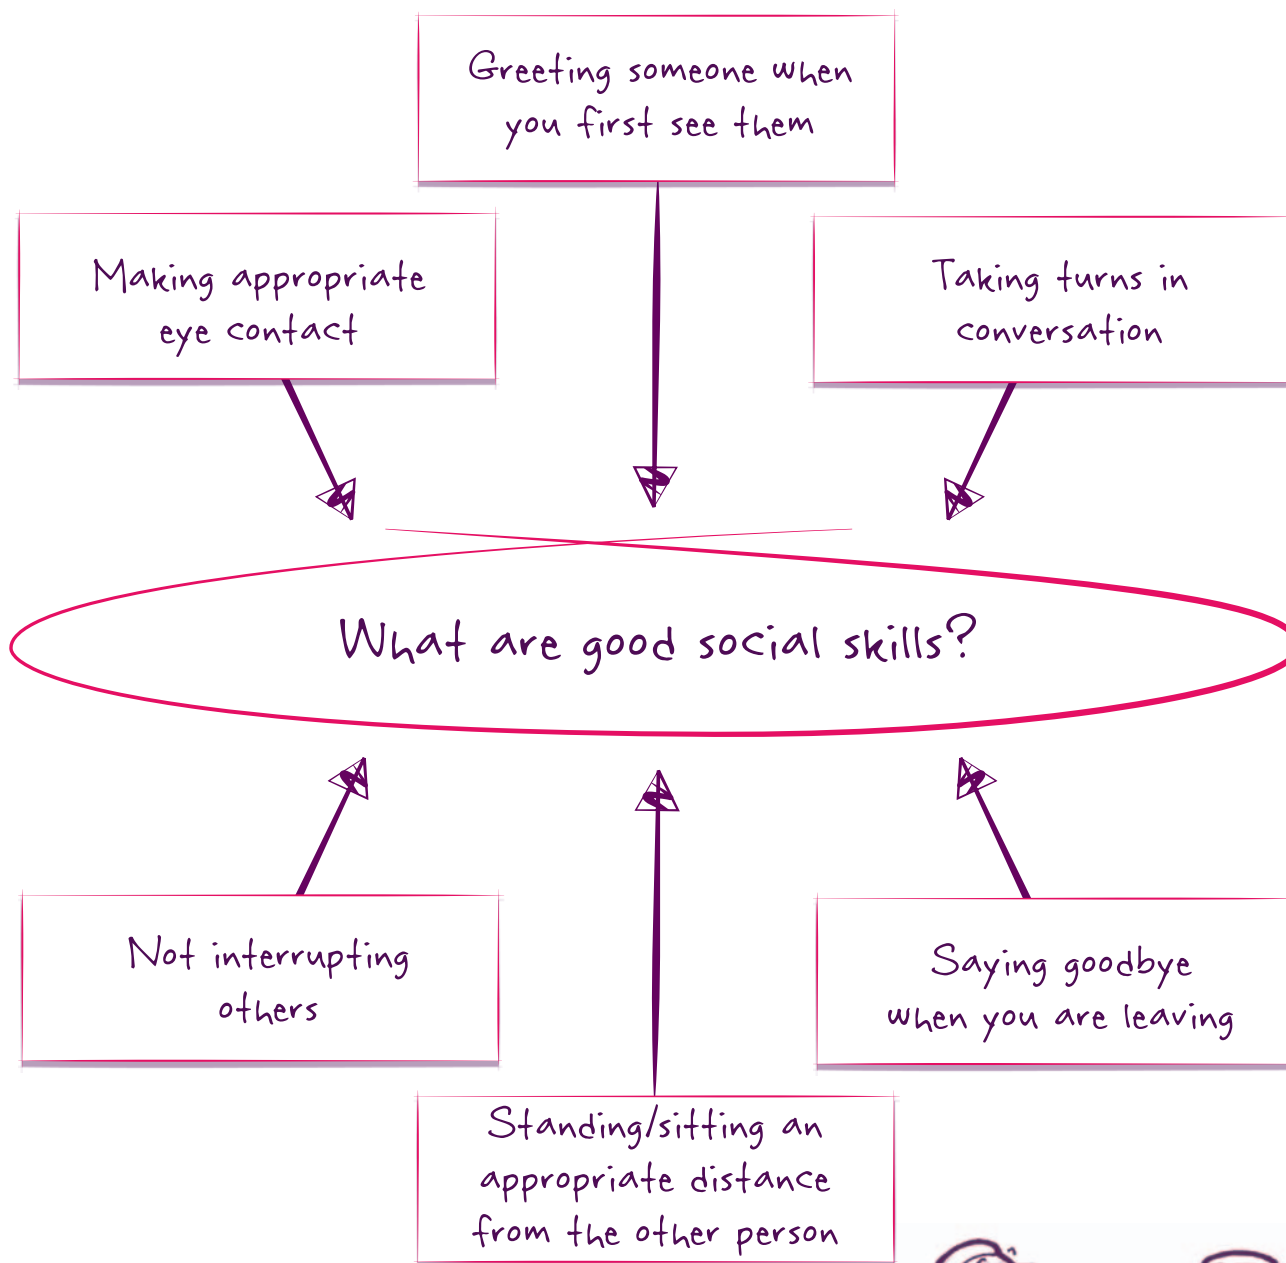 Greeting someone when
you first see them
Making appropriate
eye contact
Taking turns in
conversation
What are good social skills?
Not interrupting
others
Saying goodbye
when you are leaving
Standing/sitting an
appropriate distance
from the other person